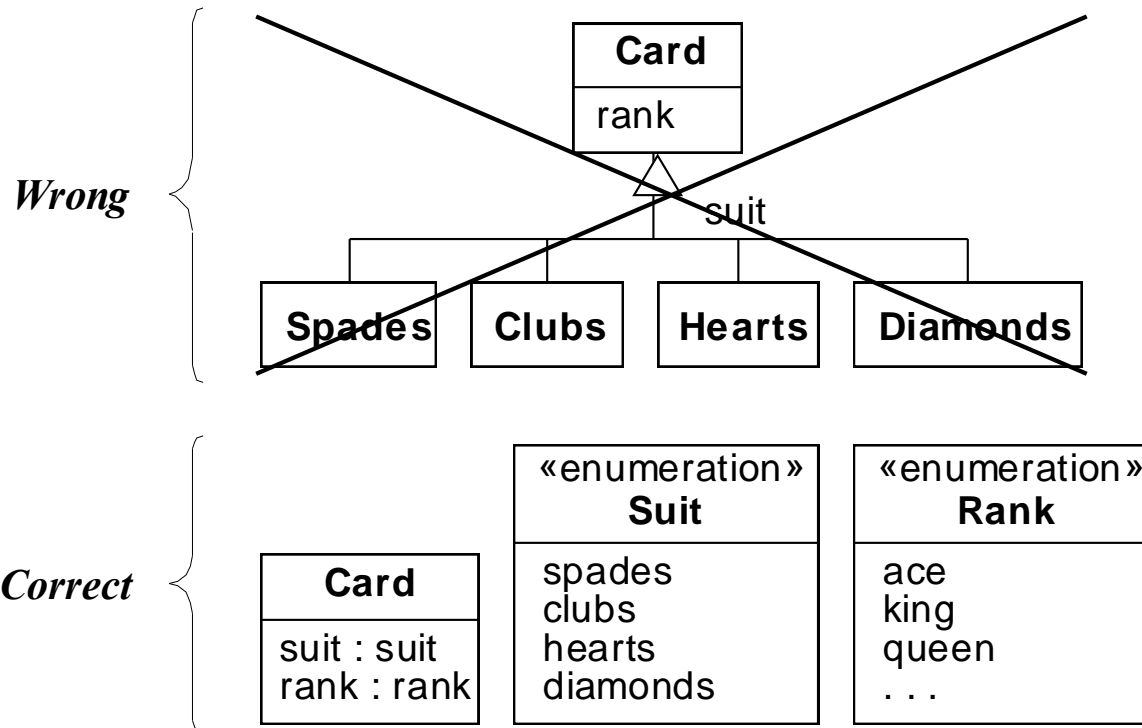 Wrong
Card
rank
suit
Spades
Clubs
Hearts
Diamonds
Correct
Card
suit : suit
rank : rank
«enumeration»
Suit
spades
clubs
hearts
diamonds
«enumeration»
Rank
ace
king
queen
. . .